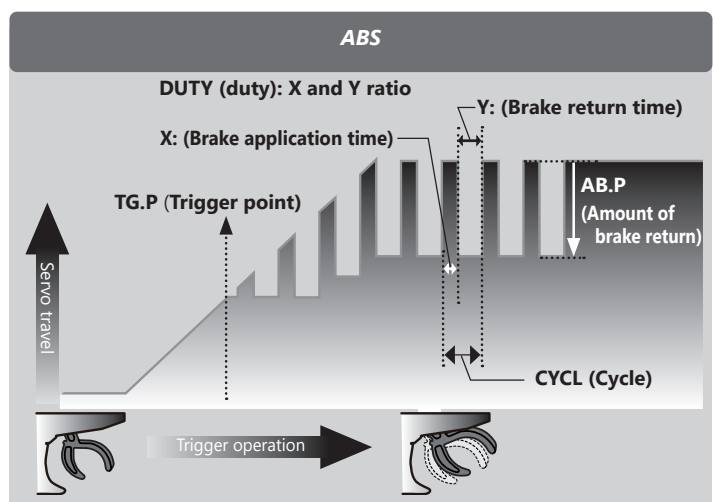 ABS
DUTY (duty): X and Y ratio
Y: (Brake return time)
X: (Brake application time)
TG.P (Trigger point)
AB.P
(Amount of
brake return)
Servo travel
CYCL (Cycle)
Trigger operation